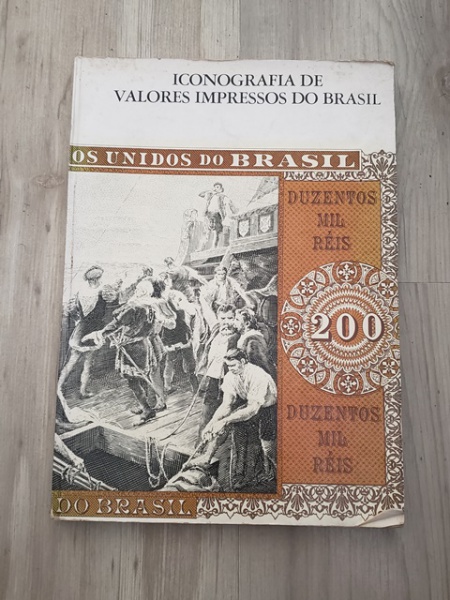 ICONOGRAFIA DE
VALORES IMPRESSOS DO BRASIL
OS UNIDOS DO BRASIL
DUZENTOS
MIL
RÉIS
200
DUZENTOS
MIL
RÉIS
DO BRASIL